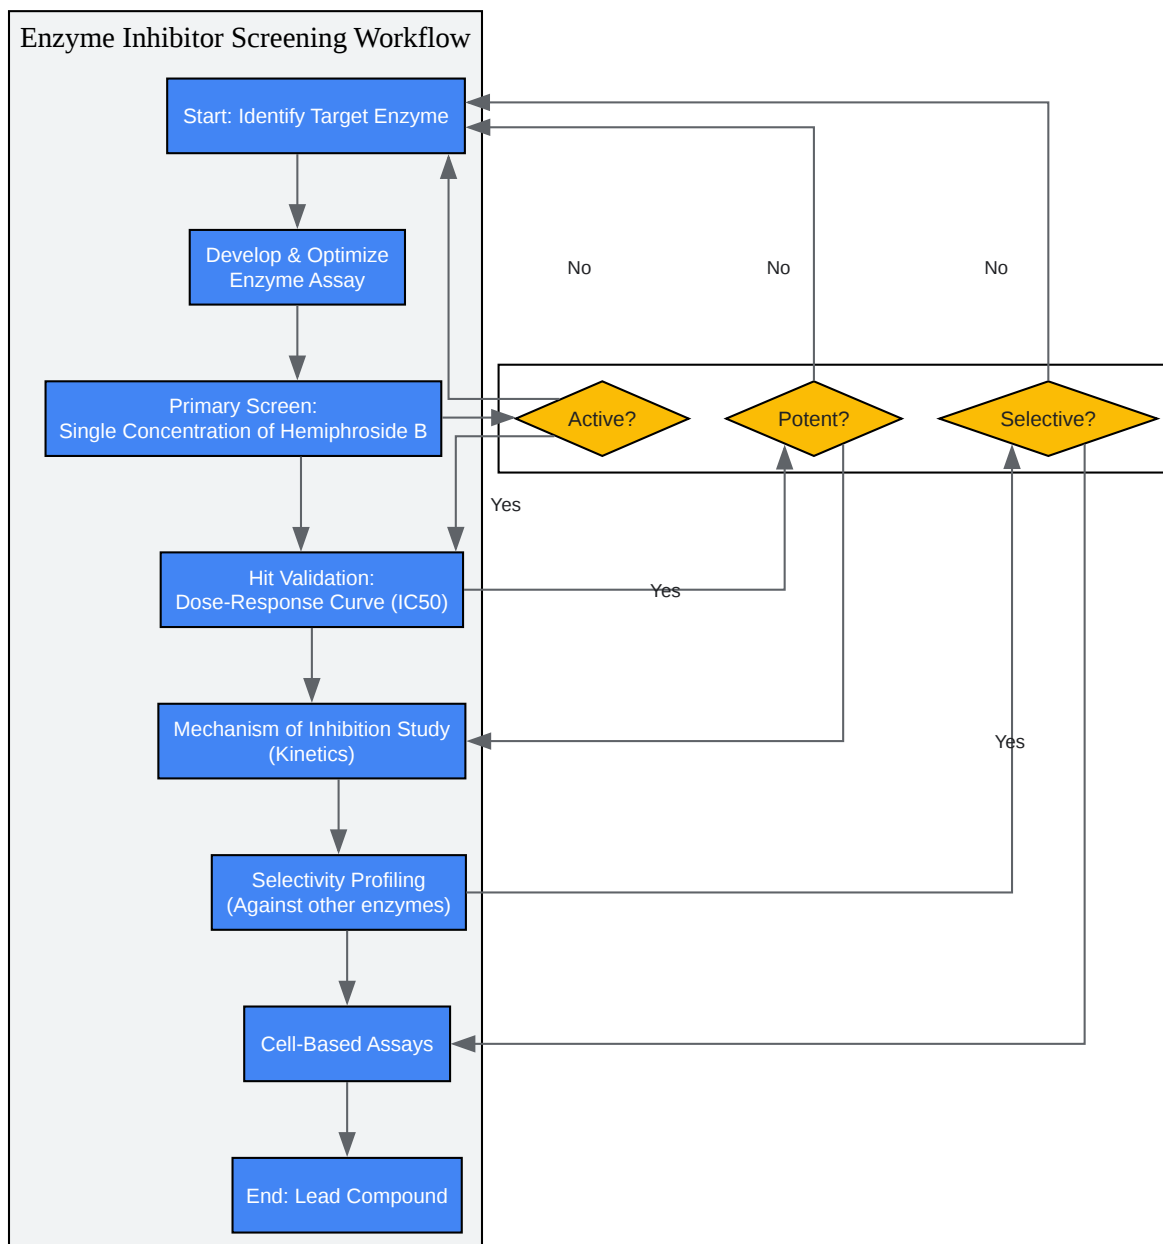 Enzyme Inhibitor Screening Workflow
Start: Identify Target Enzyme
Develop & Optimize
Enzyme Assay
No
No
No
Primary Screen:
Single Concentration of Hemiphroside B
Active?
Potent?
Selective?
Yes
Hit Validation:
Dose-Response Curve (IC50)
Yes
Mechanism of Inhibition Study
(Kinetics)
Yes
Selectivity Profiling
(Against other enzymes)
Cell-Based Assays
End: Lead Compound